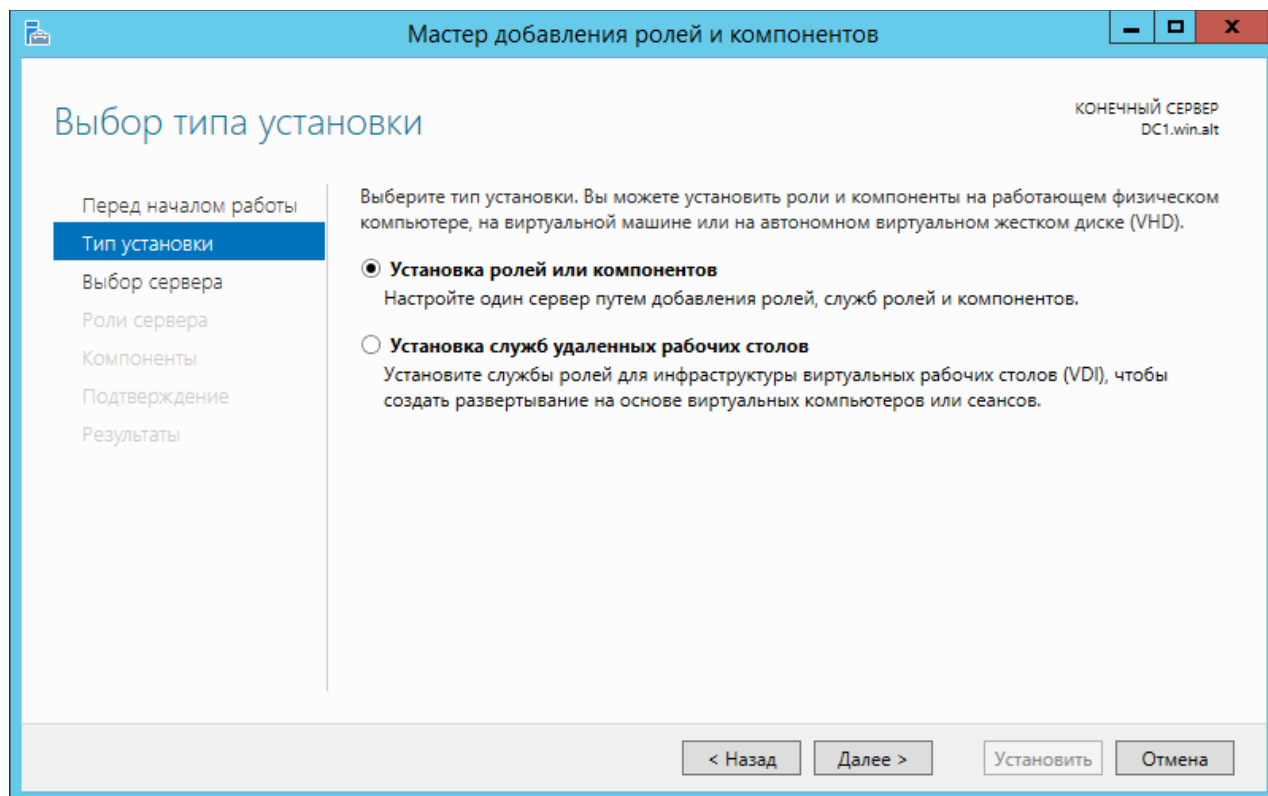 Мастер добавления ролей и компонентов
Выбор типа установки
КОНЕЧНЫЙ СЕРВЕР
DC1.win.alt
Перед началом работы
Тип установки
Выбор сервера
Роли сервера
Компоненты
Подтверждение
Результаты
Выберите тип установки. Вы можете установить роли и компоненты на работающем физическом
компьютере, на виртуальной машине или на автономном виртуальном жестком диске (VHD).
Установка ролей или компонентов
Настройте один сервер путем добавления ролей, служб ролей и компонентов.
Установка служб удаленных рабочих столов
Установите службы ролей для инфраструктуры виртуальных рабочих столов (VDI), чтобы
создать развертывание на основе виртуальных компьютеров или сеансов.
< Назад
Далее >
Установить
Отмена